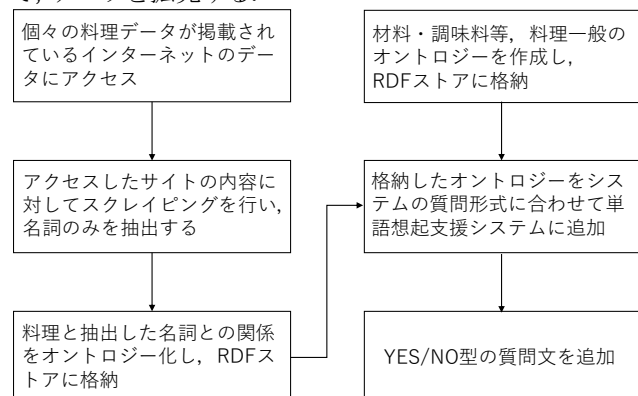 個々の料理データが掲載され
ているインターネットのデー
タにアクセス
アクセスしたサイトの内容に
対してスクレイピングを行い,
名詞のみを抽出する
料理と抽出した名詞との関係
をオントロジー化し, RDFス
トアに格納
材料・調味料等, 料理一般の
オントロジーを作成し,
RDFストアに格納
格納したオントロジーをシス
テムの質問形式に合わせて単
語想起支援システムに追加
YES/NO型の質問文を追加